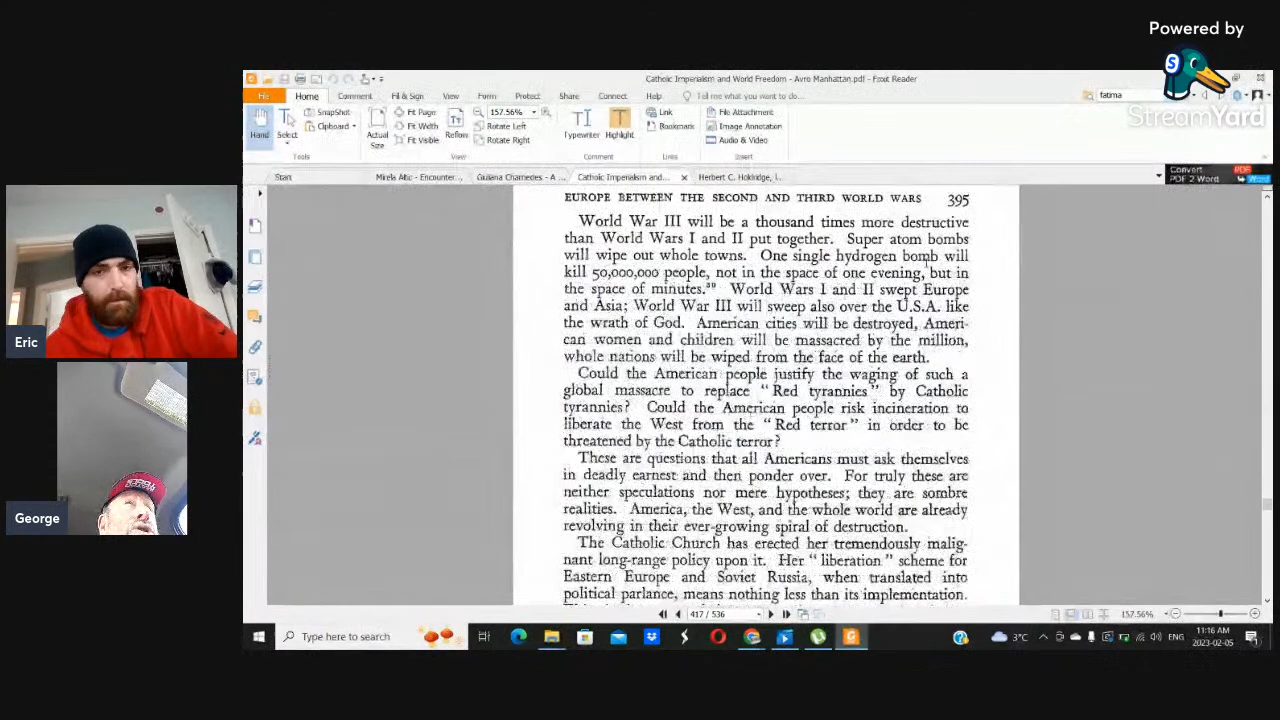 Powered by
StreamYard
Catholic Imperialism and World Freedom - Avro Manhattan.pdf - Foxit Reader
File Home Comment View Form Protect Share Connect Help Tell me what you want to do...
fatima
Fill & Sign
Hand
Select
SnapShot
Clipboard
Actual Size
Fit Page
Fit Width
Fit Visible
Reflow
157.56%
Rotate Left
Rotate Right
Typewriter
Highlight
Link
Bookmark
File Attachment
Image Annotation
Audio & Video
Tools View Comment Links Insert
Start
Mirela Atic - Encounter...
Giuliana Chamedes - A ...
Catholic Imperialism and...
Convert
PDF 2 Word
Word
EUROPE BETWEEN THE SECOND AND THIRD WORLD WARS 395
World War III will be a thousand times more destructive
than World Wars I and II put together. Super atom bombs
will wipe out whole towns. One single hydrogen bomb will
kill 50,000,000 people, not in the space of one evening, but in
the space of minutes.³⁹ World Wars I and II swept Europe
and Asia; World War III will sweep also over the U.S.A. like
the wrath of God. American cities will be destroyed, Ameri-
can women and children will be massacred by the million,
whole nations will be wiped from the face of the earth.
Could the American people justify the waging of such a
global massacre to replace "Red tyrannies" by Catholic
tyrannies? Could the American people risk incineration to
liberate the West from the "Red terror" in order to be
threatened by the Catholic terror?
These are questions that all Americans must ask themselves
in deadly earnest and then ponder over. For truly these are
neither speculations nor mere hypotheses; they are sombre
realities. America, the West, and the whole world are already
revolving in their ever-growing spiral of destruction.
The Catholic Church has erected her tremendously malig-
nant long-range policy upon it. Her "liberation" scheme for
Eastern Europe and Soviet Russia, when translated into
political parlance, means nothing less than its implementation.
Eric
George
417 / 536
157.56%
Type here to search
3°C
ENG
11:16 AM
2023-02-05